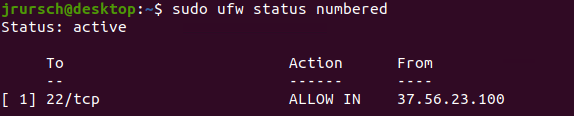 jrursch@desktop:~$ sudo ufw status numbered
Status: active
To Action From
-- ------ ----
[ 1] 22/tcp ALLOW IN 37.56.23.100